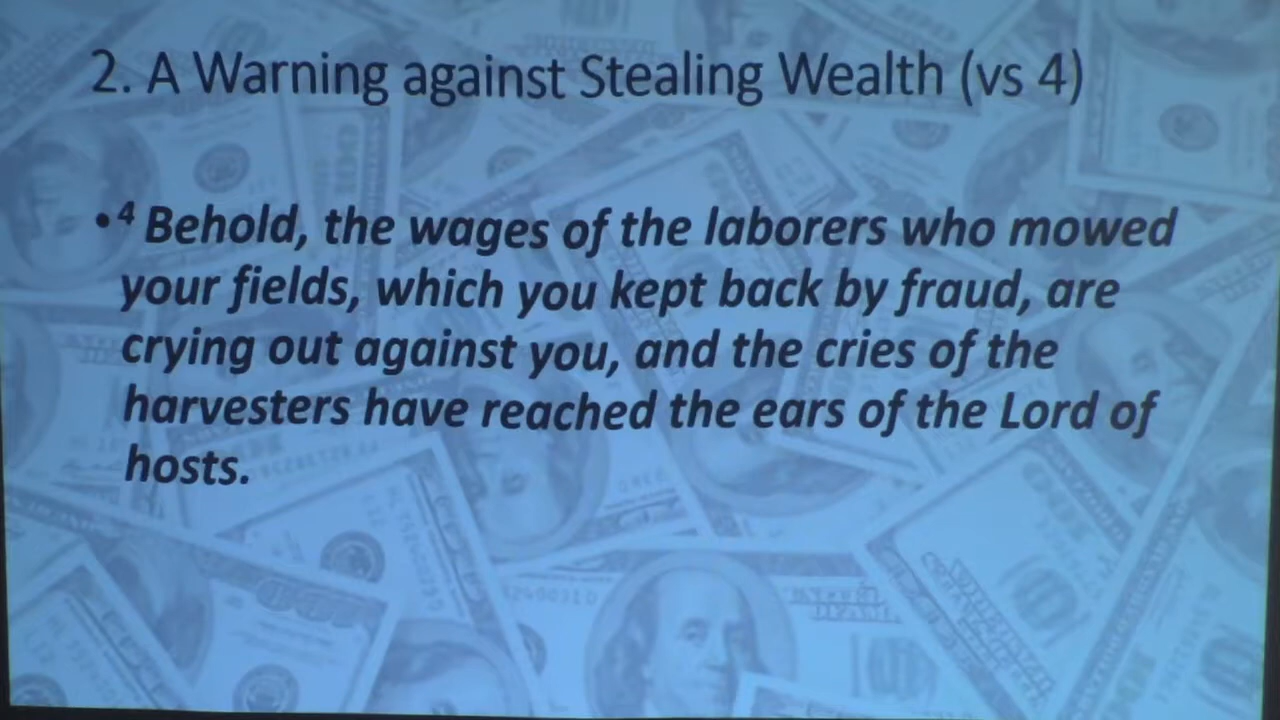 2. A Warning against Stealing Wealth (vs 4)
•4 Behold, the wages of the laborers who mowed
your fields, which you kept back by fraud, are
crying out against you, and the cries of the
harvesters have reached the ears of the Lord of
hosts.